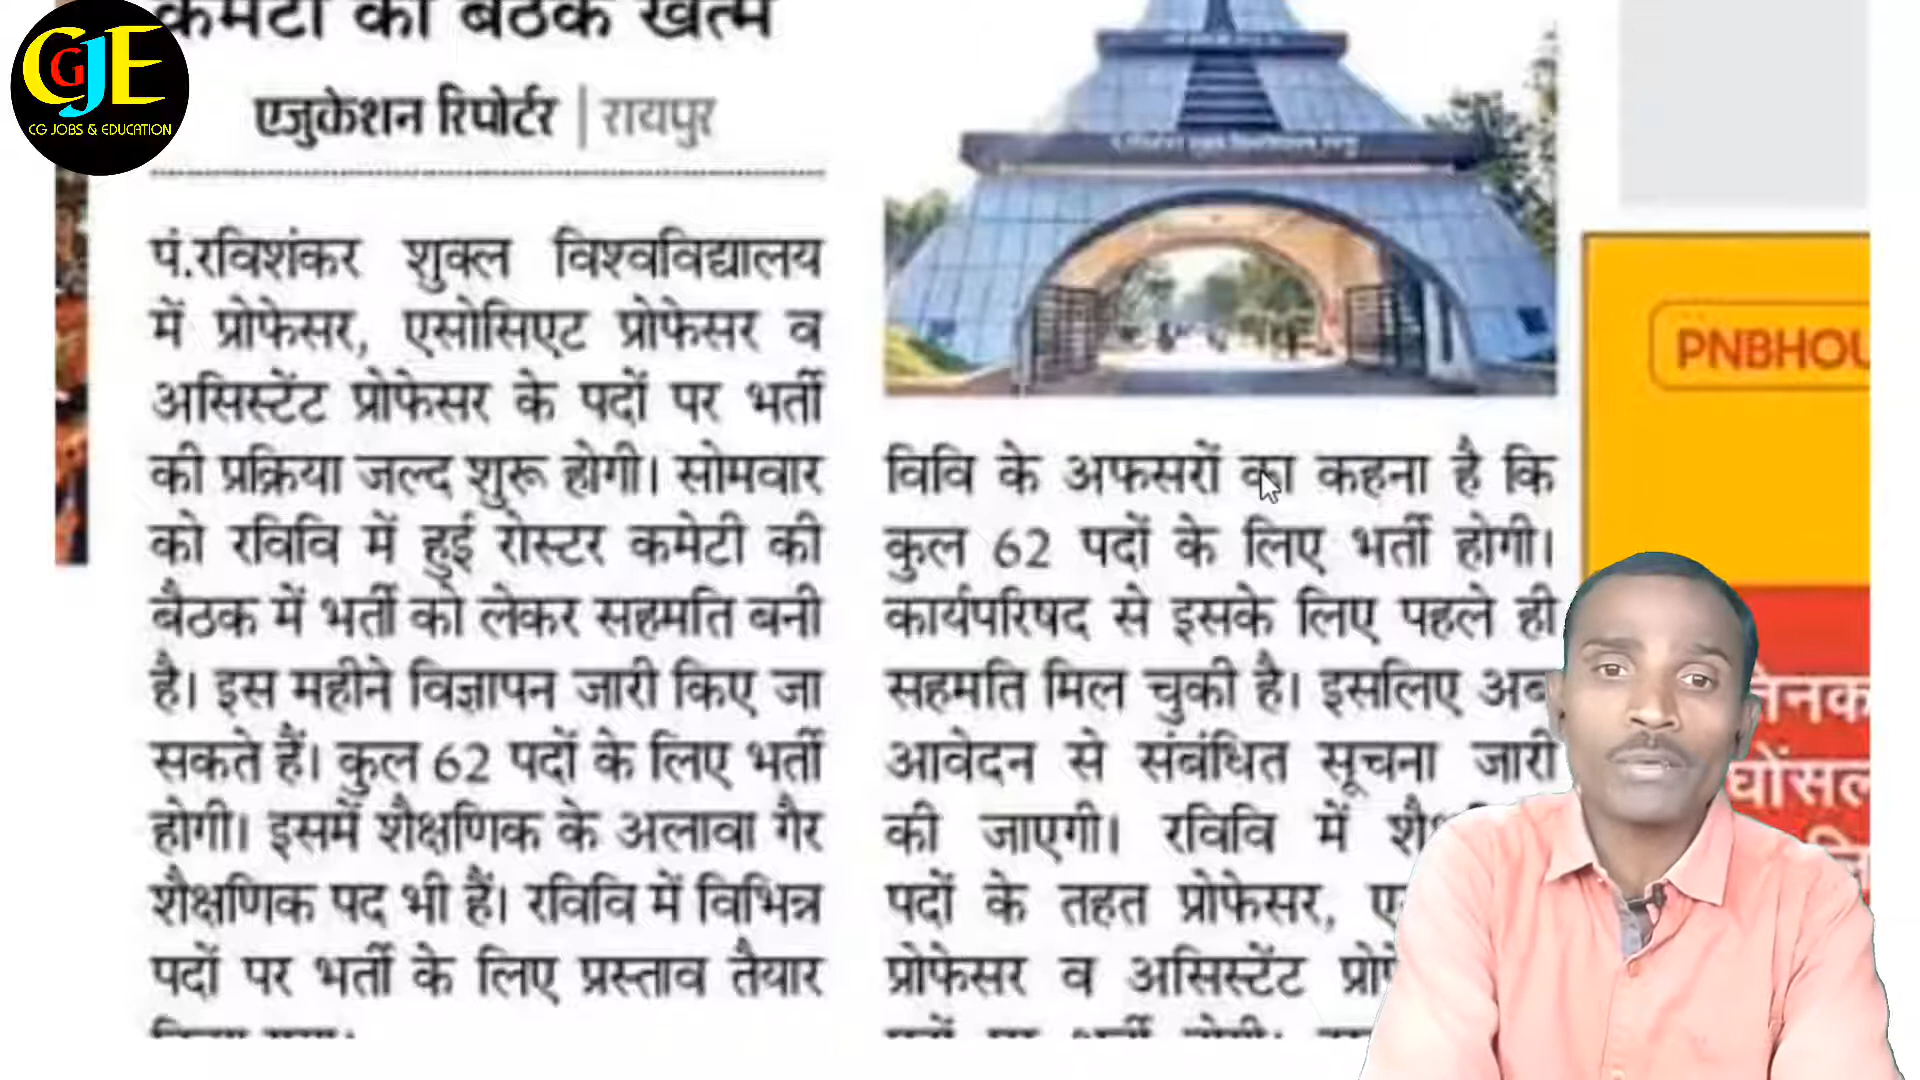 कमेटी की बैठक खत्म
CGJE
CG JOBS & EDUCATION
एजुकेशन रिपोर्टर | रायपुर
पं.रविशंकर शुक्ल विश्वविद्यालय
में प्रोफेसर, एसोसिएट प्रोफेसर व
असिस्टेंट प्रोफेसर के पदों पर भर्ती
की प्रक्रिया जल्द शुरू होगी। सोमवार
को रविवि में हुई रोस्टर कमेटी की
बैठक में भर्ती को लेकर सहमति बनी
है। इस महीने विज्ञापन जारी किए जा
सकते हैं। कुल 62 पदों के लिए भर्ती
होगी। इसमें शैक्षणिक के अलावा गैर
शैक्षणिक पद भी हैं। रविवि में विभिन्न
पदों पर भर्ती के लिए प्रस्ताव तैयार
विवि के अफसरों का कहना है कि
कुल 62 पदों के लिए भर्ती होगी।
कार्यपरिषद से इसके लिए पहले ही
सहमति मिल चुकी है। इसलिए अब
आवेदन से संबंधित सूचना जारी
की जाएगी। रविवि में
पदों के तहत प्रोफेसर,
प्रोफेसर व असिस्टेंट
PNBHOU